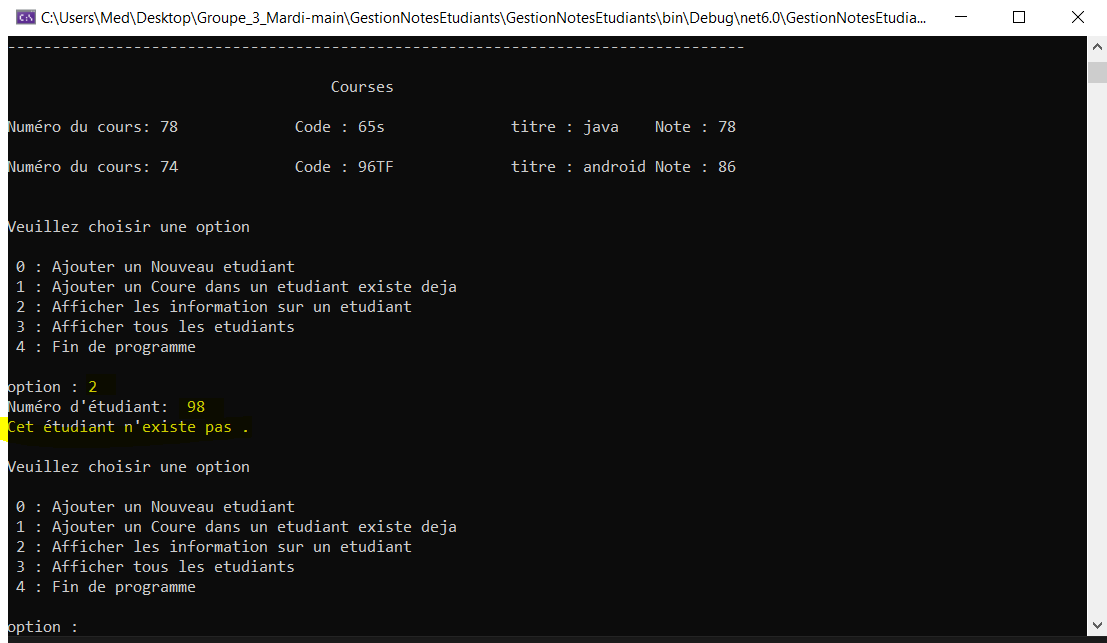 C:\Users\Med\Desktop\Groupe_3_Mardi-main\GestionNotesEtudiants\GestionNotesEtudiants\bin\Debug\net6.0\GestionNotesEtudia...
--------------------------------------------------------------------------------
Courses
Numéro du cours: 78 Code : 65s titre : java Note : 78
Numéro du cours: 74 Code : 96TF titre : android Note : 86
Veuillez choisir une option
0 : Ajouter un Nouveau etudiant
1 : Ajouter un Coure dans un etudiant existe deja
2 : Afficher les information sur un etudiant
3 : Afficher tous les etudiants
4 : Fin de programme
option : 2
Numéro d'étudiant: 98
Cet étudiant n'existe pas .
Veuillez choisir une option
0 : Ajouter un Nouveau etudiant
1 : Ajouter un Coure dans un etudiant existe deja
2 : Afficher les information sur un etudiant
3 : Afficher tous les etudiants
4 : Fin de programme
option :